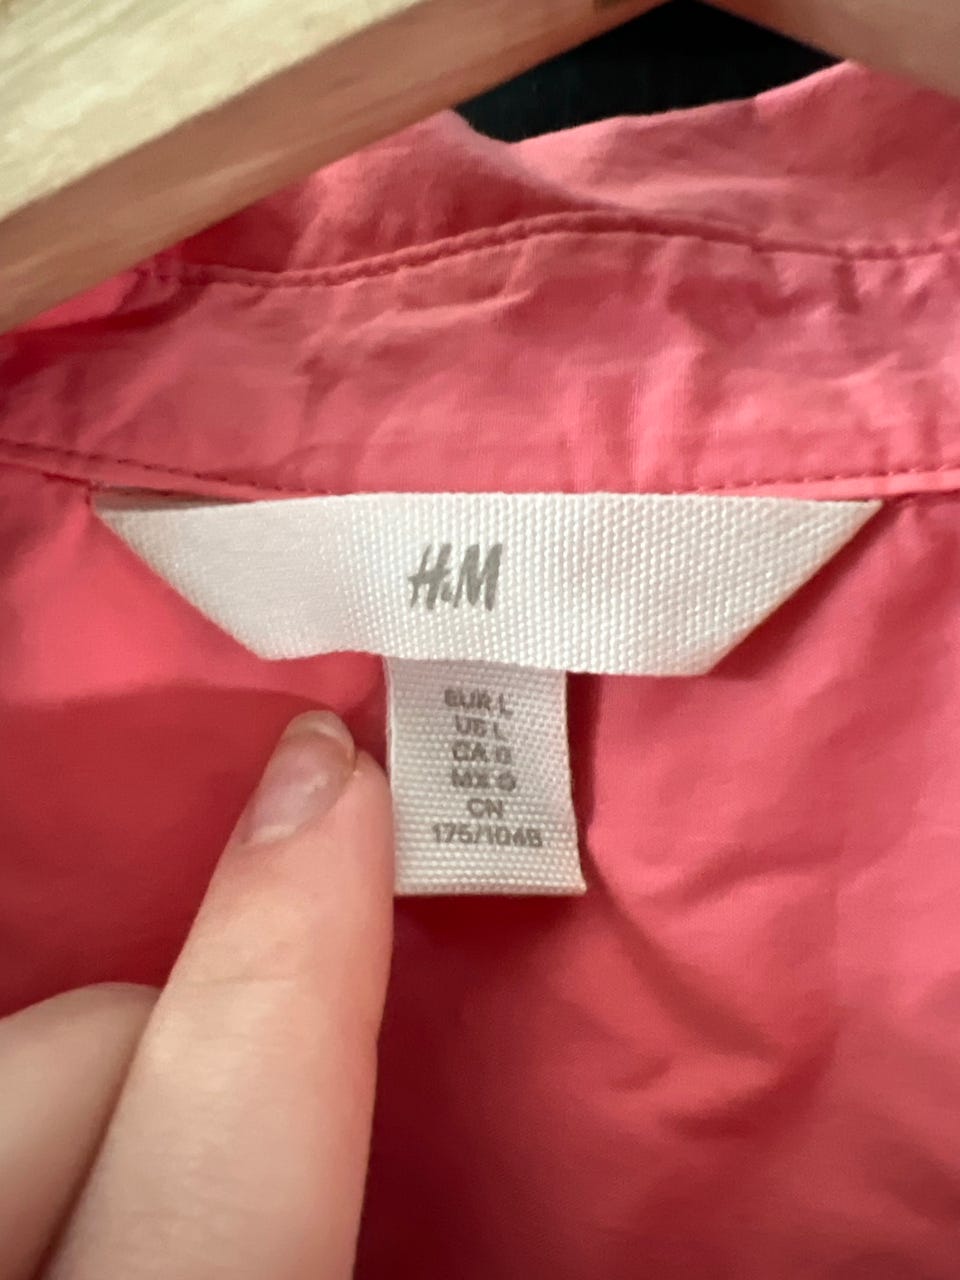 H&M
EUR L
US L
CA G
MX G
CN
175/104B